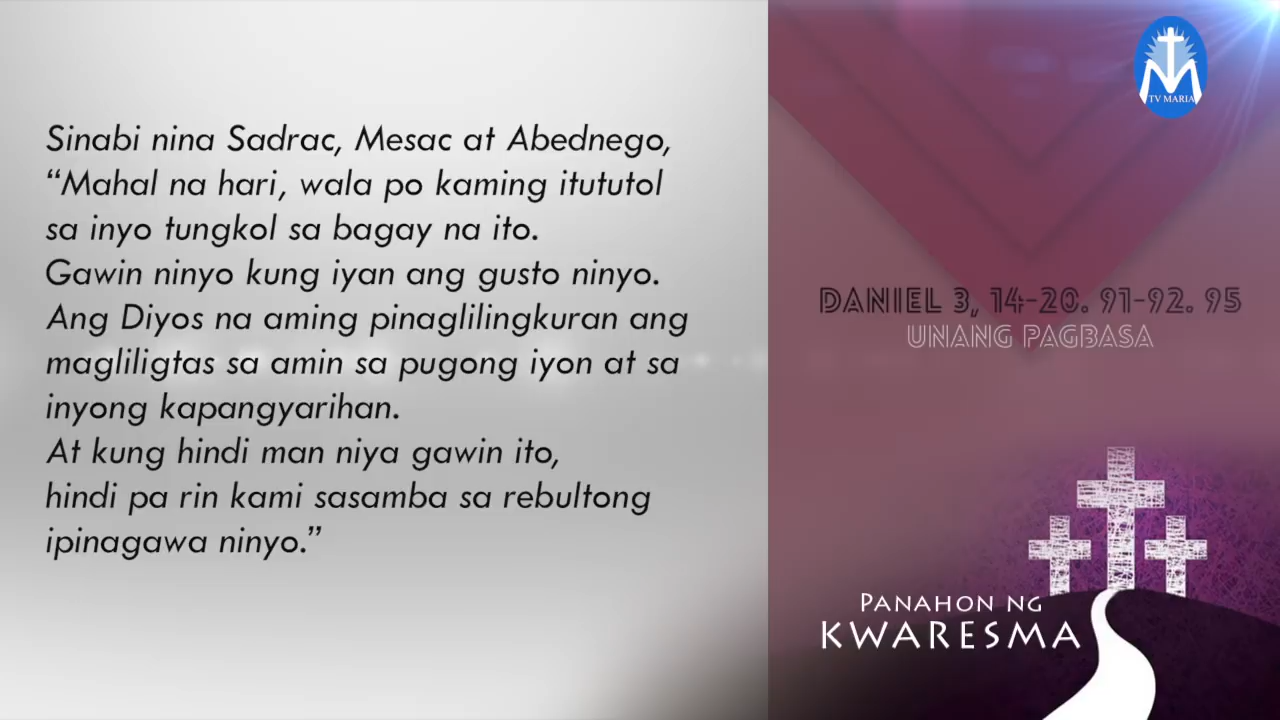 Sinabi nina Sadrac, Mesac at Abednego,
“Mahal na hari, wala po kaming itututol
sa inyo tungkol sa bagay na ito.
Gawin ninyo kung iyan ang gusto ninyo.
Ang Diyos na aming pinaglilingkuran ang
magliligtas sa amin sa pugong iyon at sa
inyong kapangyarihan.
At kung hindi man niya gawin ito,
hindi pa rin kami sasamba sa rebultong
ipinagawa ninyo.”
TV MARIA
DANIEL 3, 14-20. 91-92. 95
UNANG PAGBASA
PANAHON NG
KWARESMA